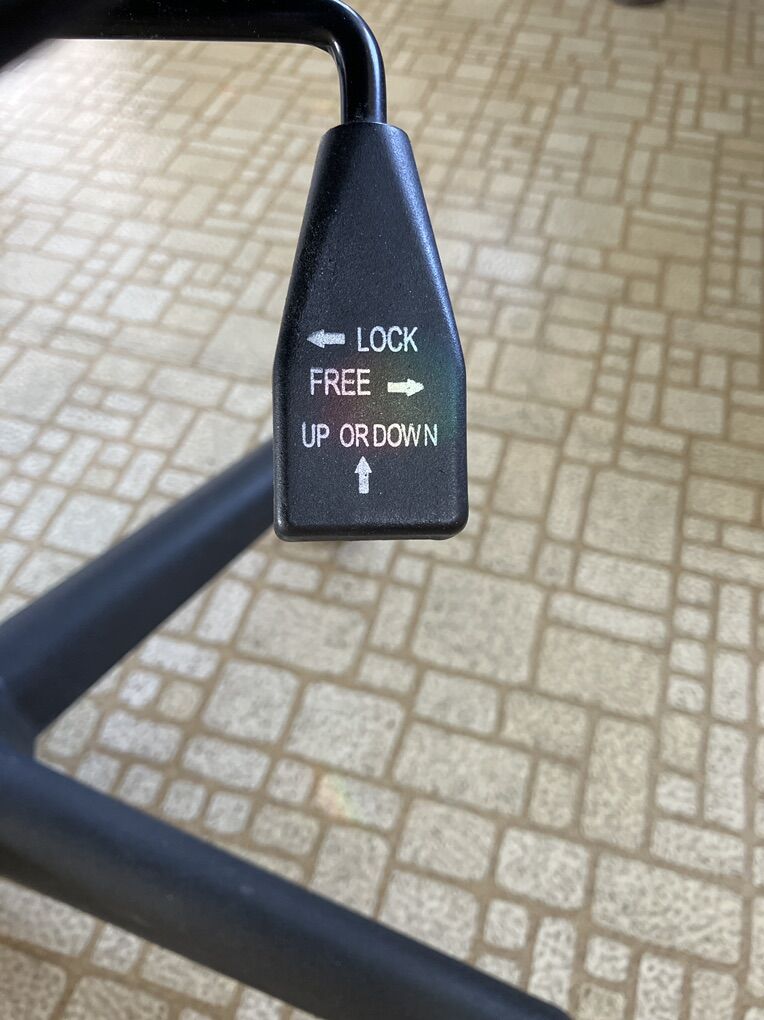 ← LOCK
FREE →
UP OR DOWN
↑